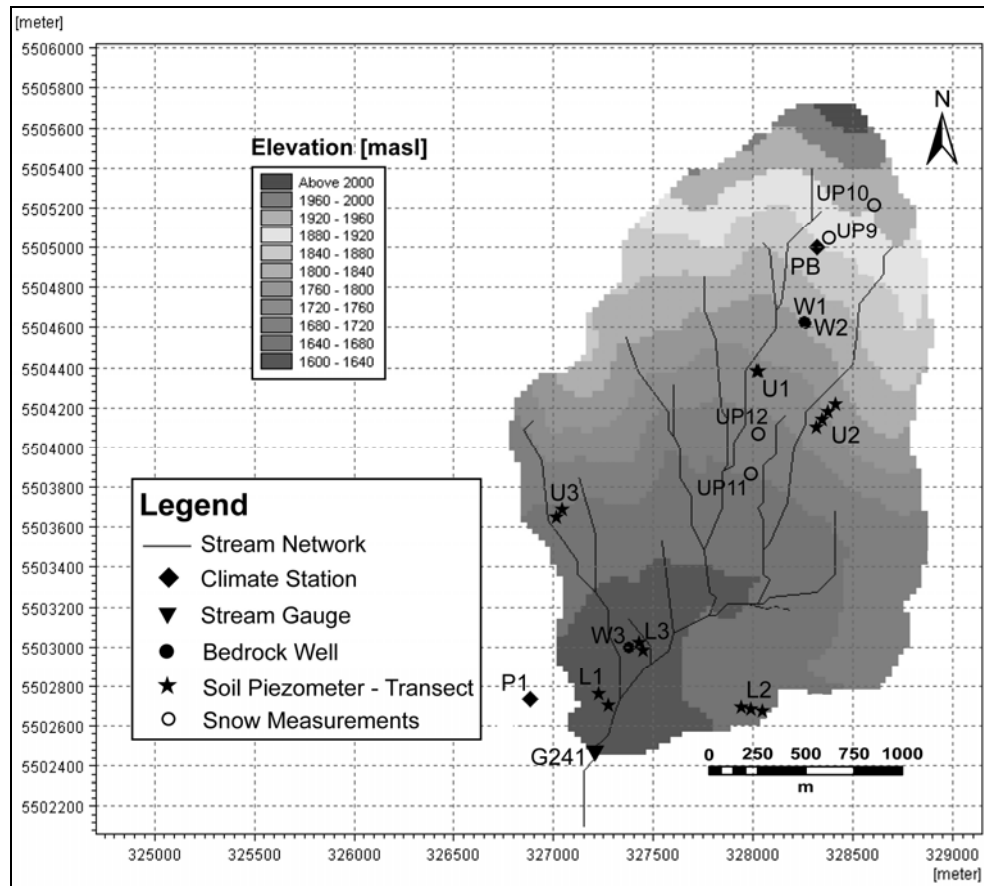 [meter]
5506000
5505800
5505600
5505400
5505200
5505000
5504800
5504600
5504400
5504200
5504000
5503800
5503600
5503400
5503200
5503000
5502800
5502600
5502400
5502200
N
Elevation [masl]
Above 2000
1960 - 2000
1920 - 1960
1880 - 1920
1840 - 1880
1800 - 1840
1760 - 1800
1720 - 1760
1680 - 1720
1640 - 1680
1600 - 1640
UP10
UP9
PB
W1
W2
U1
UP12
U2
UP11
U3
W3
L3
L1
P1
L2
G241
Legend
Stream Network
Climate Station
Stream Gauge
Bedrock Well
Soil Piezometer - Transect
Snow Measurements
0 250 500 750 1000
m
325000 325500 326000 326500 327000 327500 328000 328500 329000
[meter]